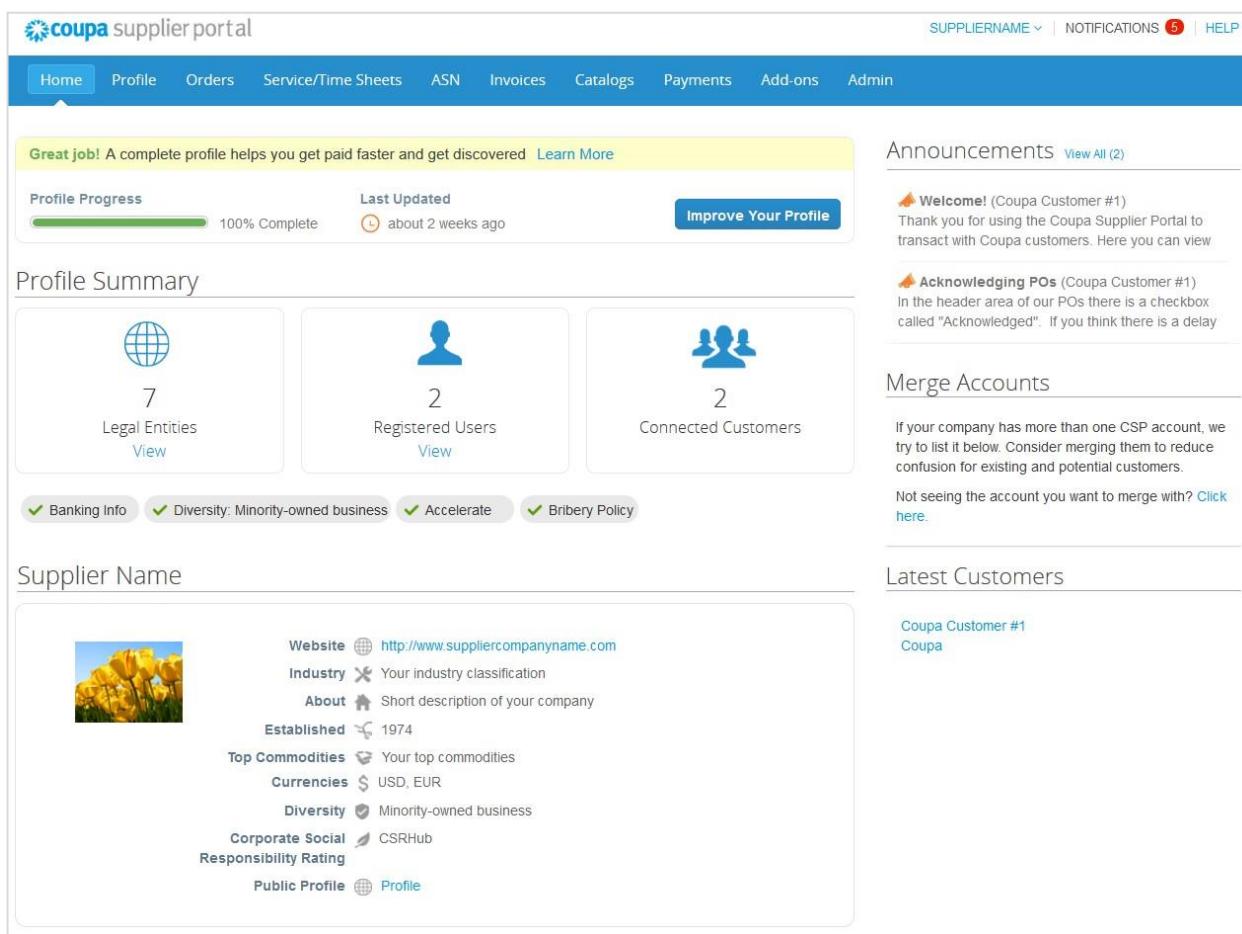 coupa supplier portal
SUPPLIERNAME
NOTIFICATIONS 5
HELP
Home Profile Orders Service/Time Sheets ASN Invoices Catalogs Payments Add-ons Admin
Great job! A complete profile helps you get paid faster and get discovered Learn More
Profile Progress
100% Complete
Last Updated
about 2 weeks ago
Improve Your Profile
Profile Summary
7
Legal Entities
View
2
Registered Users
View
2
Connected Customers
Banking Info
Diversity: Minority-owned business
Accelerate
Bribery Policy
Supplier Name
Website http://www.suppliercompanyname.com
Industry Your industry classification
About Short description of your company
Established 1974
Top Commodities Your top commodities
Currencies $ USD, EUR
Diversity Minority-owned business
Corporate Social CSRHub
Responsibility Rating
Public Profile Profile
Announcements View All (2)
Welcome! (Coupa Customer #1)
Thank you for using the Coupa Supplier Portal to
transact with Coupa customers. Here you can view
Acknowledging POs (Coupa Customer #1)
In the header area of our POs there is a checkbox
called "Acknowledged". If you think there is a delay
Merge Accounts
If your company has more than one CSP account, we
try to list it below. Consider merging them to reduce
confusion for existing and potential customers.
Not seeing the account you want to merge with? Click
here.
Latest Customers
Coupa Customer #1
Coupa